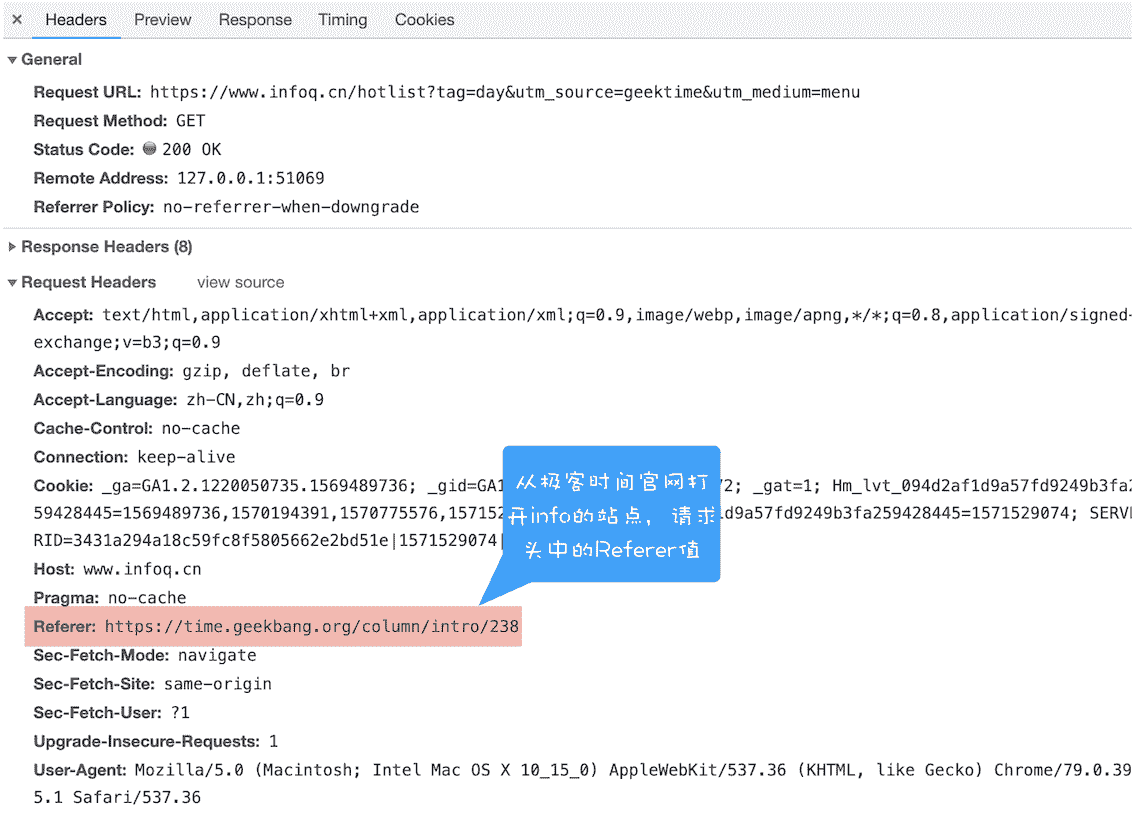 × Headers Preview Response Timing Cookies
General
Request URL: https://www.infoq.cn/hotlist?tag=day&utm_source=geektime&utm_medium=menu
Request Method: GET
Status Code: 200 OK
Remote Address: 127.0.0.1:51069
Referrer Policy: no-referrer-when-downgrade
Response Headers (8)
Request Headers view source
Accept: text/html,application/xhtml+xml,application/xml;q=0.9,image/webp,image/apng,*/*;q=0.8,application/signed-
exchange;v=b3;q=0.9
Accept-Encoding: gzip, deflate, br
Accept-Language: zh-CN,zh;q=0.9
Cache-Control: no-cache
Connection: keep-alive
Cookie: _ga=GA1.2.1220050735.1569489736; _gid=GA1 2; _gat=1; Hm_lvt_094d2af1d9a57fd9249b3fa2
59428445=1569489736,1570194391,1570775576,15715 1d9a57fd9249b3fa259428445=1571529074; SERVE
RID=3431a294a18c59fc8f5805662e2bd51e|1571529074|
从极客时间官网打
开info的站点，请求
头中的Referer值
Host: www.infoq.cn
Pragma: no-cache
Referer: https://time.geekbang.org/column/intro/238
Sec-Fetch-Mode: navigate
Sec-Fetch-Site: same-origin
Sec-Fetch-User: ?1
Upgrade-Insecure-Requests: 1
User-Agent: Mozilla/5.0 (Macintosh; Intel Mac OS X 10_15_0) AppleWebKit/537.36 (KHTML, like Gecko) Chrome/79.0.39
5.1 Safari/537.36